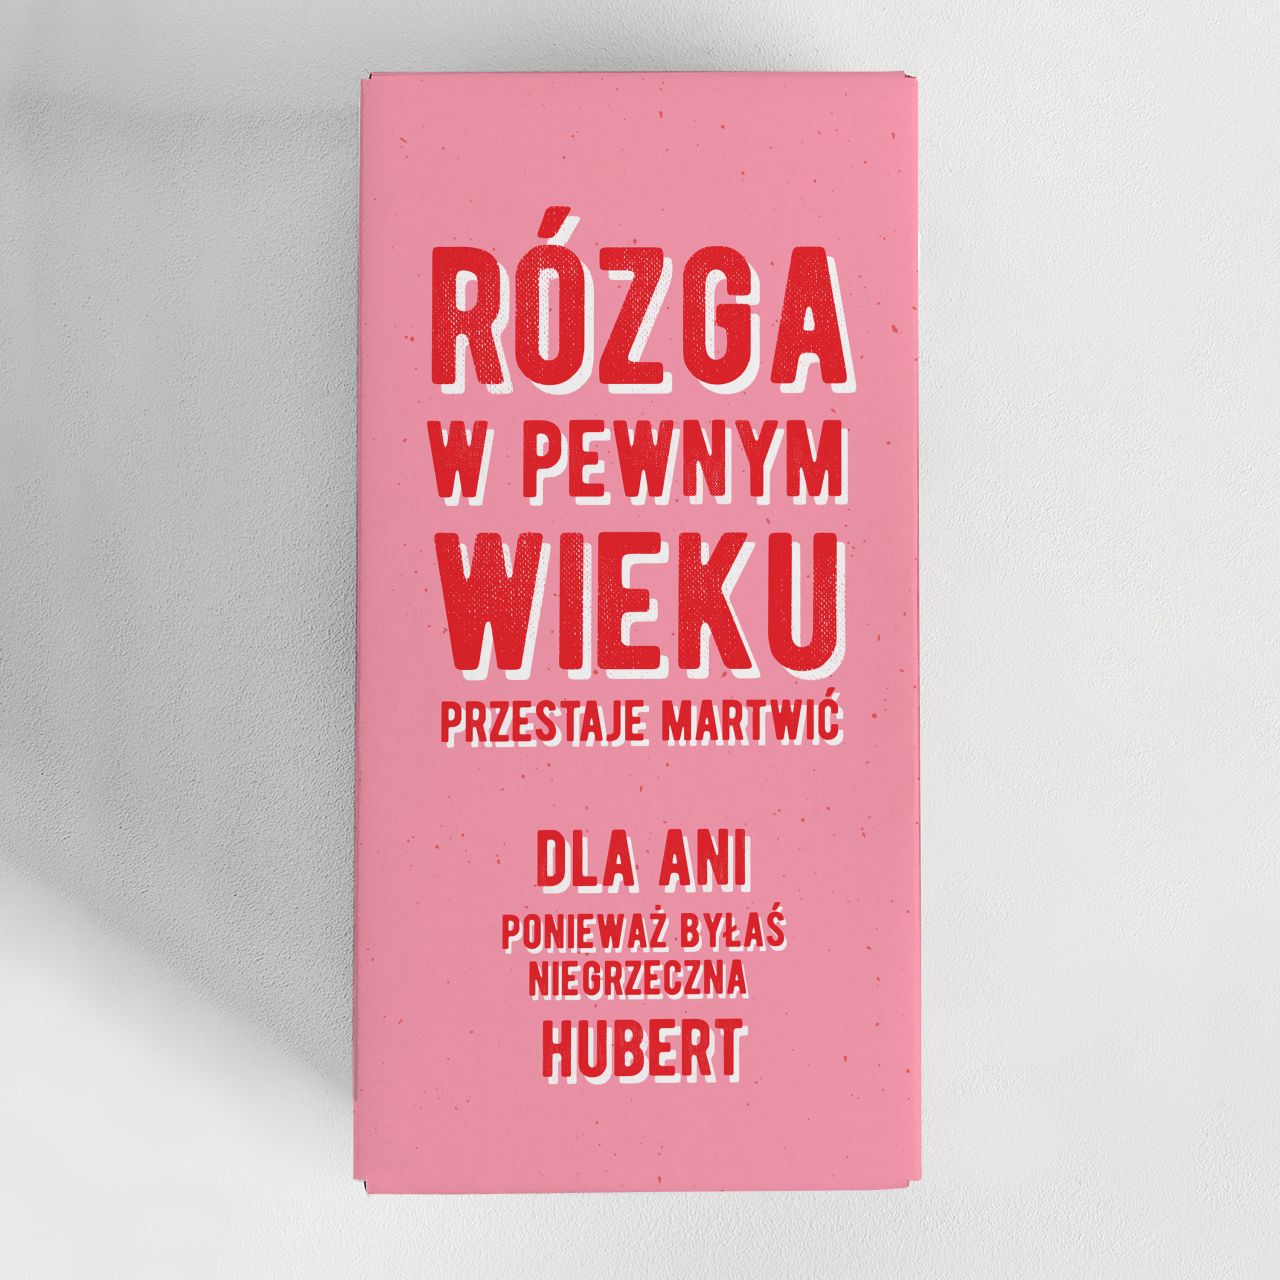 RÓZGA
W PEWNYM
WIEKU
PRZESTAJE MARTWIĆ
DLA ANI
PONIEWAŻ BYŁAŚ
NIEGRZECZNA
HUBERT